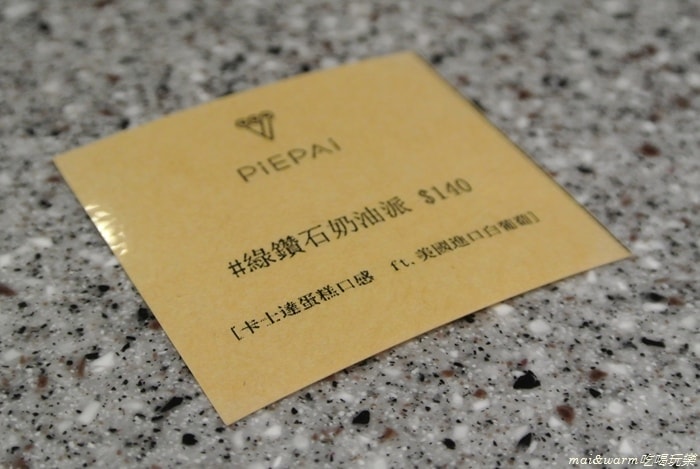 PiEPAi
#綠鑽石奶油派 $140
[卡士達蛋糕口感 ft.美國進口白葡萄]
mai&warm吃喝玩樂